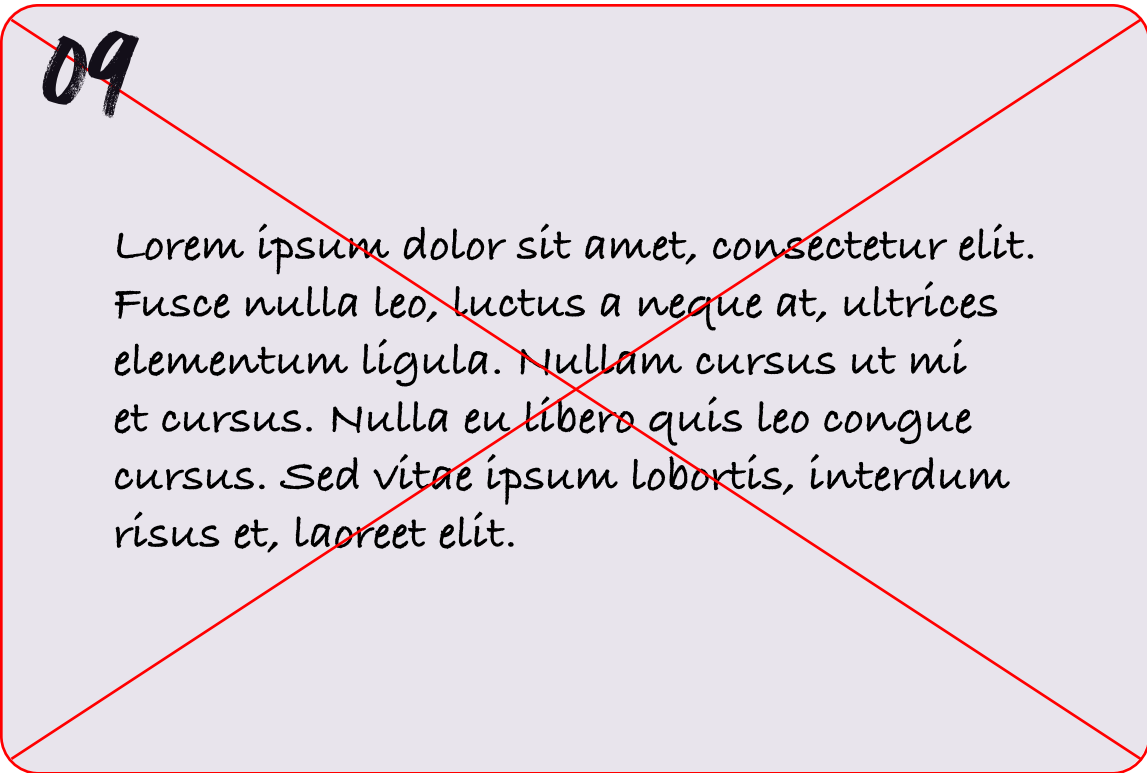 09
Lorem ipsum dolor sit amet, consectetur elit.
Fusce nulla leo, luctus a neque at, ultrices
elementum ligula. Nullam cursus ut mi
et cursus. Nulla eu libero quis leo congue
cursus. Sed vitae ipsum lobortis, interdum
risus et, laoreet elit.